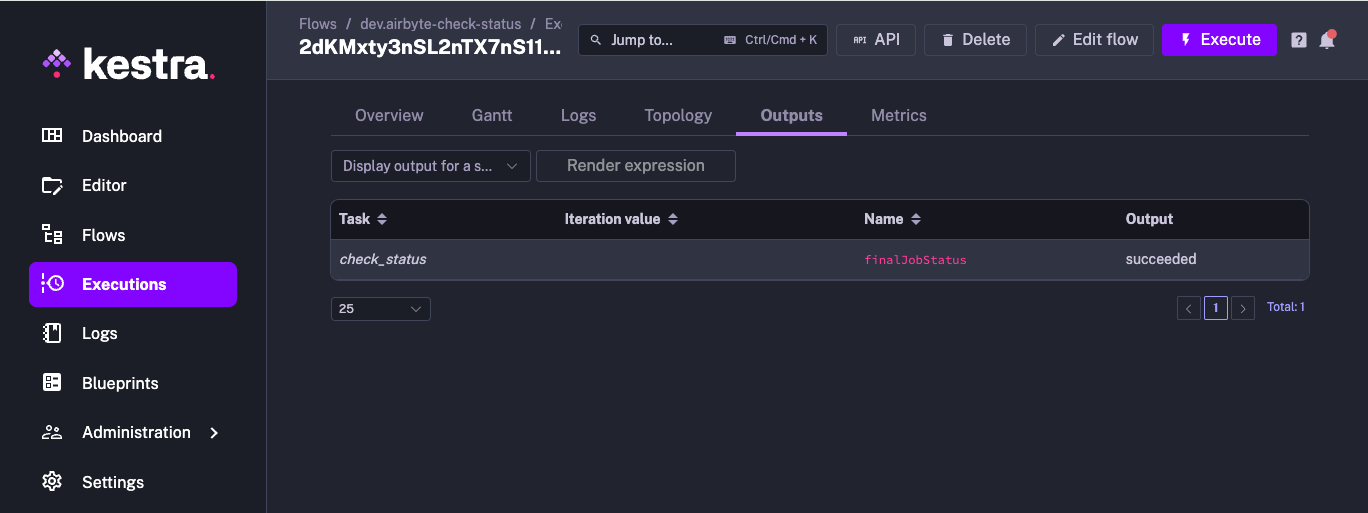 kestra.
Dashboard
Editor
Flows
Executions
Logs
Blueprints
Administration
Settings
Flows / dev.airbyte-check-status / Ex
2dKMxty3nSL2nTX7nS11...
Jump to... Ctrl/Cmd + K
API API
Delete
Edit flow
Execute
?
Overview Gantt Logs Topology Outputs Metrics
Display output for a s... Render expression
Task Iteration value Name Output
check_status finalJobStatus succeeded
25 1 Total: 1